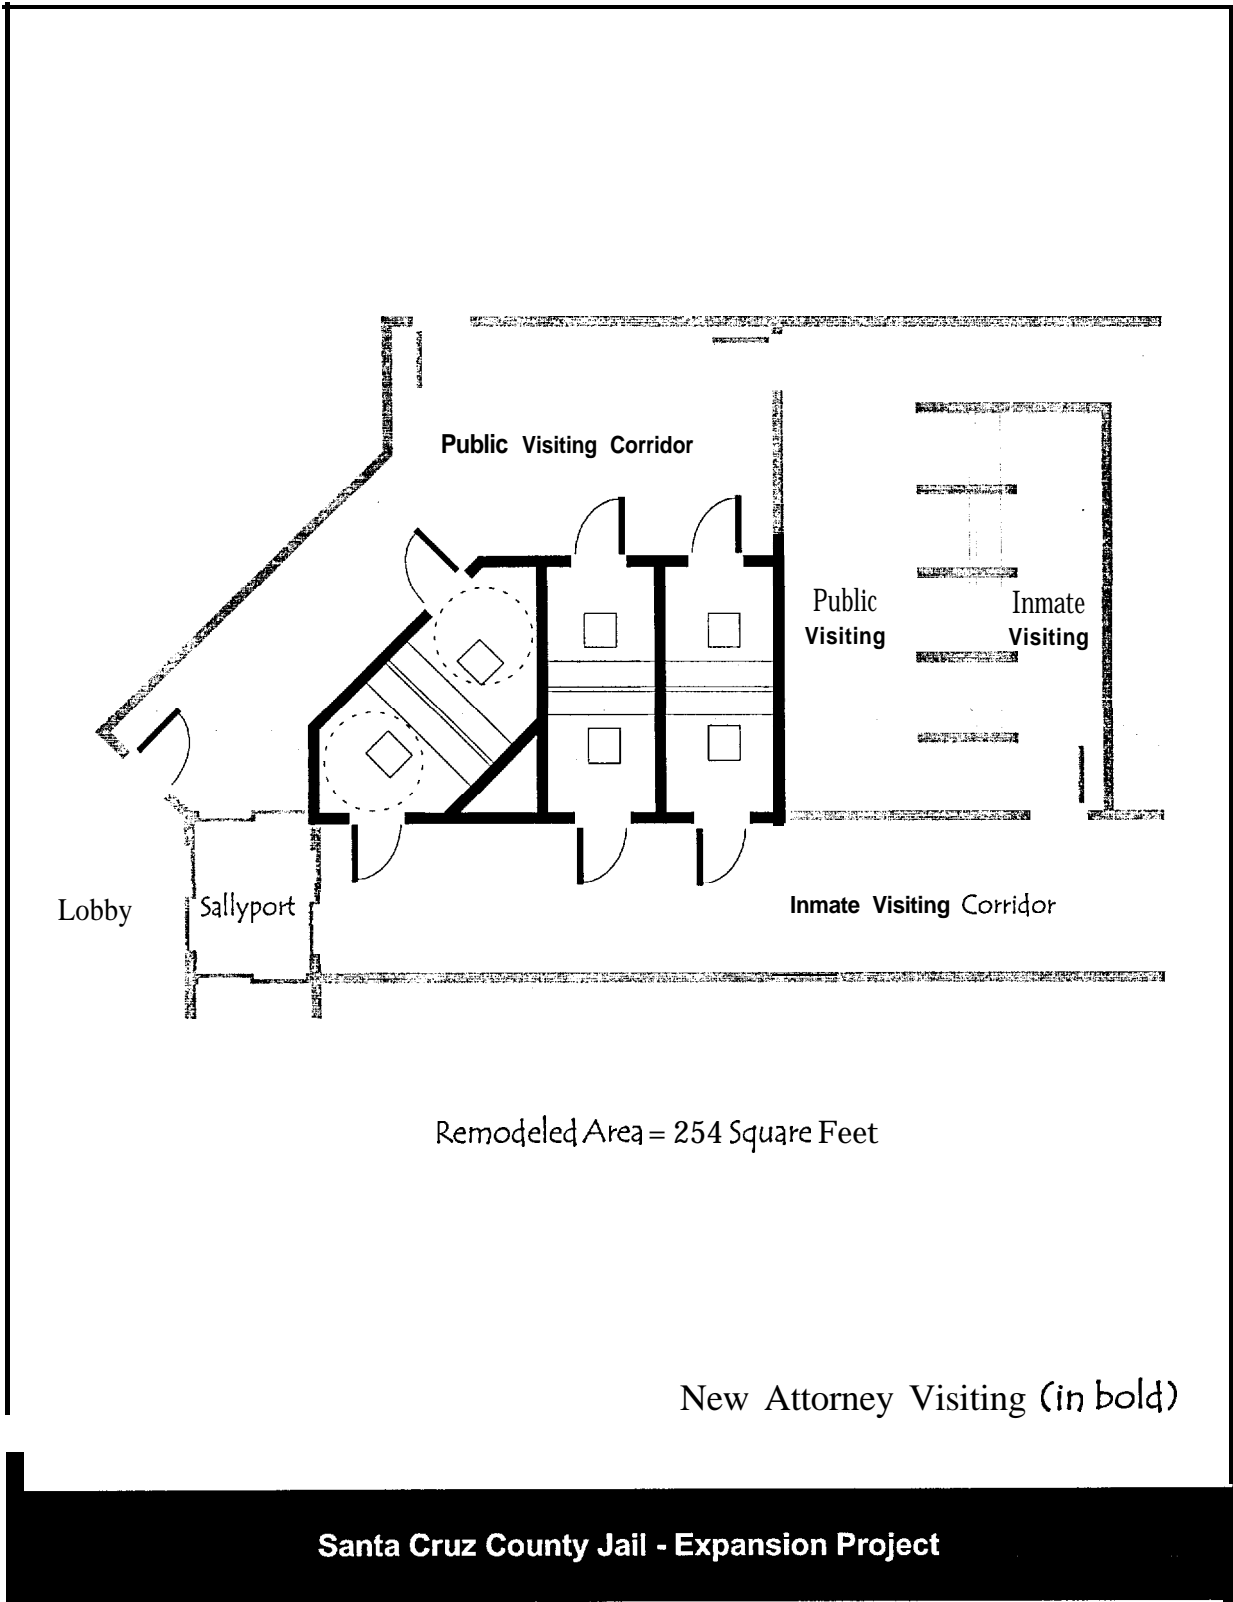 Public Visiting Corridor
Public
Visiting
Inmate
Visiting
Lobby
Sallyport
Inmate Visiting Corridor
Remodeled Area = 254 Square Feet
New Attorney Visiting (in bold)
Santa Cruz County Jail - Expansion Project